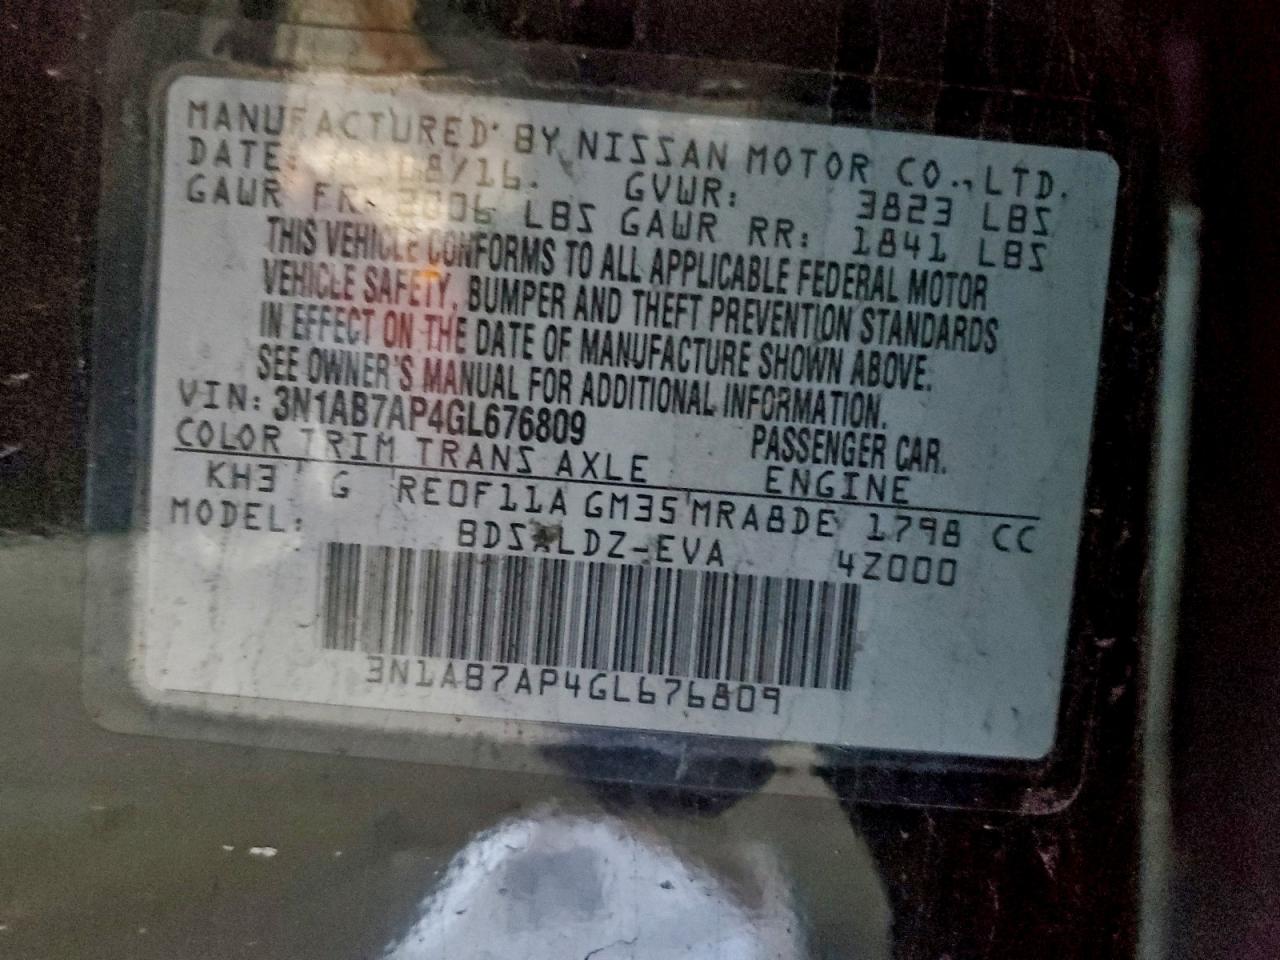 MANUFACTURED BY NISSAN MOTOR CO., LTD.
DATE: 08/16. GVWR: 3823 LBS
GAWR FR. 2006 LBS GAWR RR: 1841 LBS
THIS VEHICLE CONFORMS TO ALL APPLICABLE FEDERAL MOTOR
VEHICLE SAFETY, BUMPER AND THEFT PREVENTION STANDARDS
IN EFFECT ON THE DATE OF MANUFACTURE SHOWN ABOVE.
SEE OWNER'S MANUAL FOR ADDITIONAL INFORMATION.
VIN: 3N1AB7AP4GL676809 PASSENGER CAR.
COLOR TRIM TRANS AXLE ENGINE
KH3 G RE0F11A GM35 MRA8DE 1798 CC
MODEL: 4Z000
3N1AB7AP4GL676809